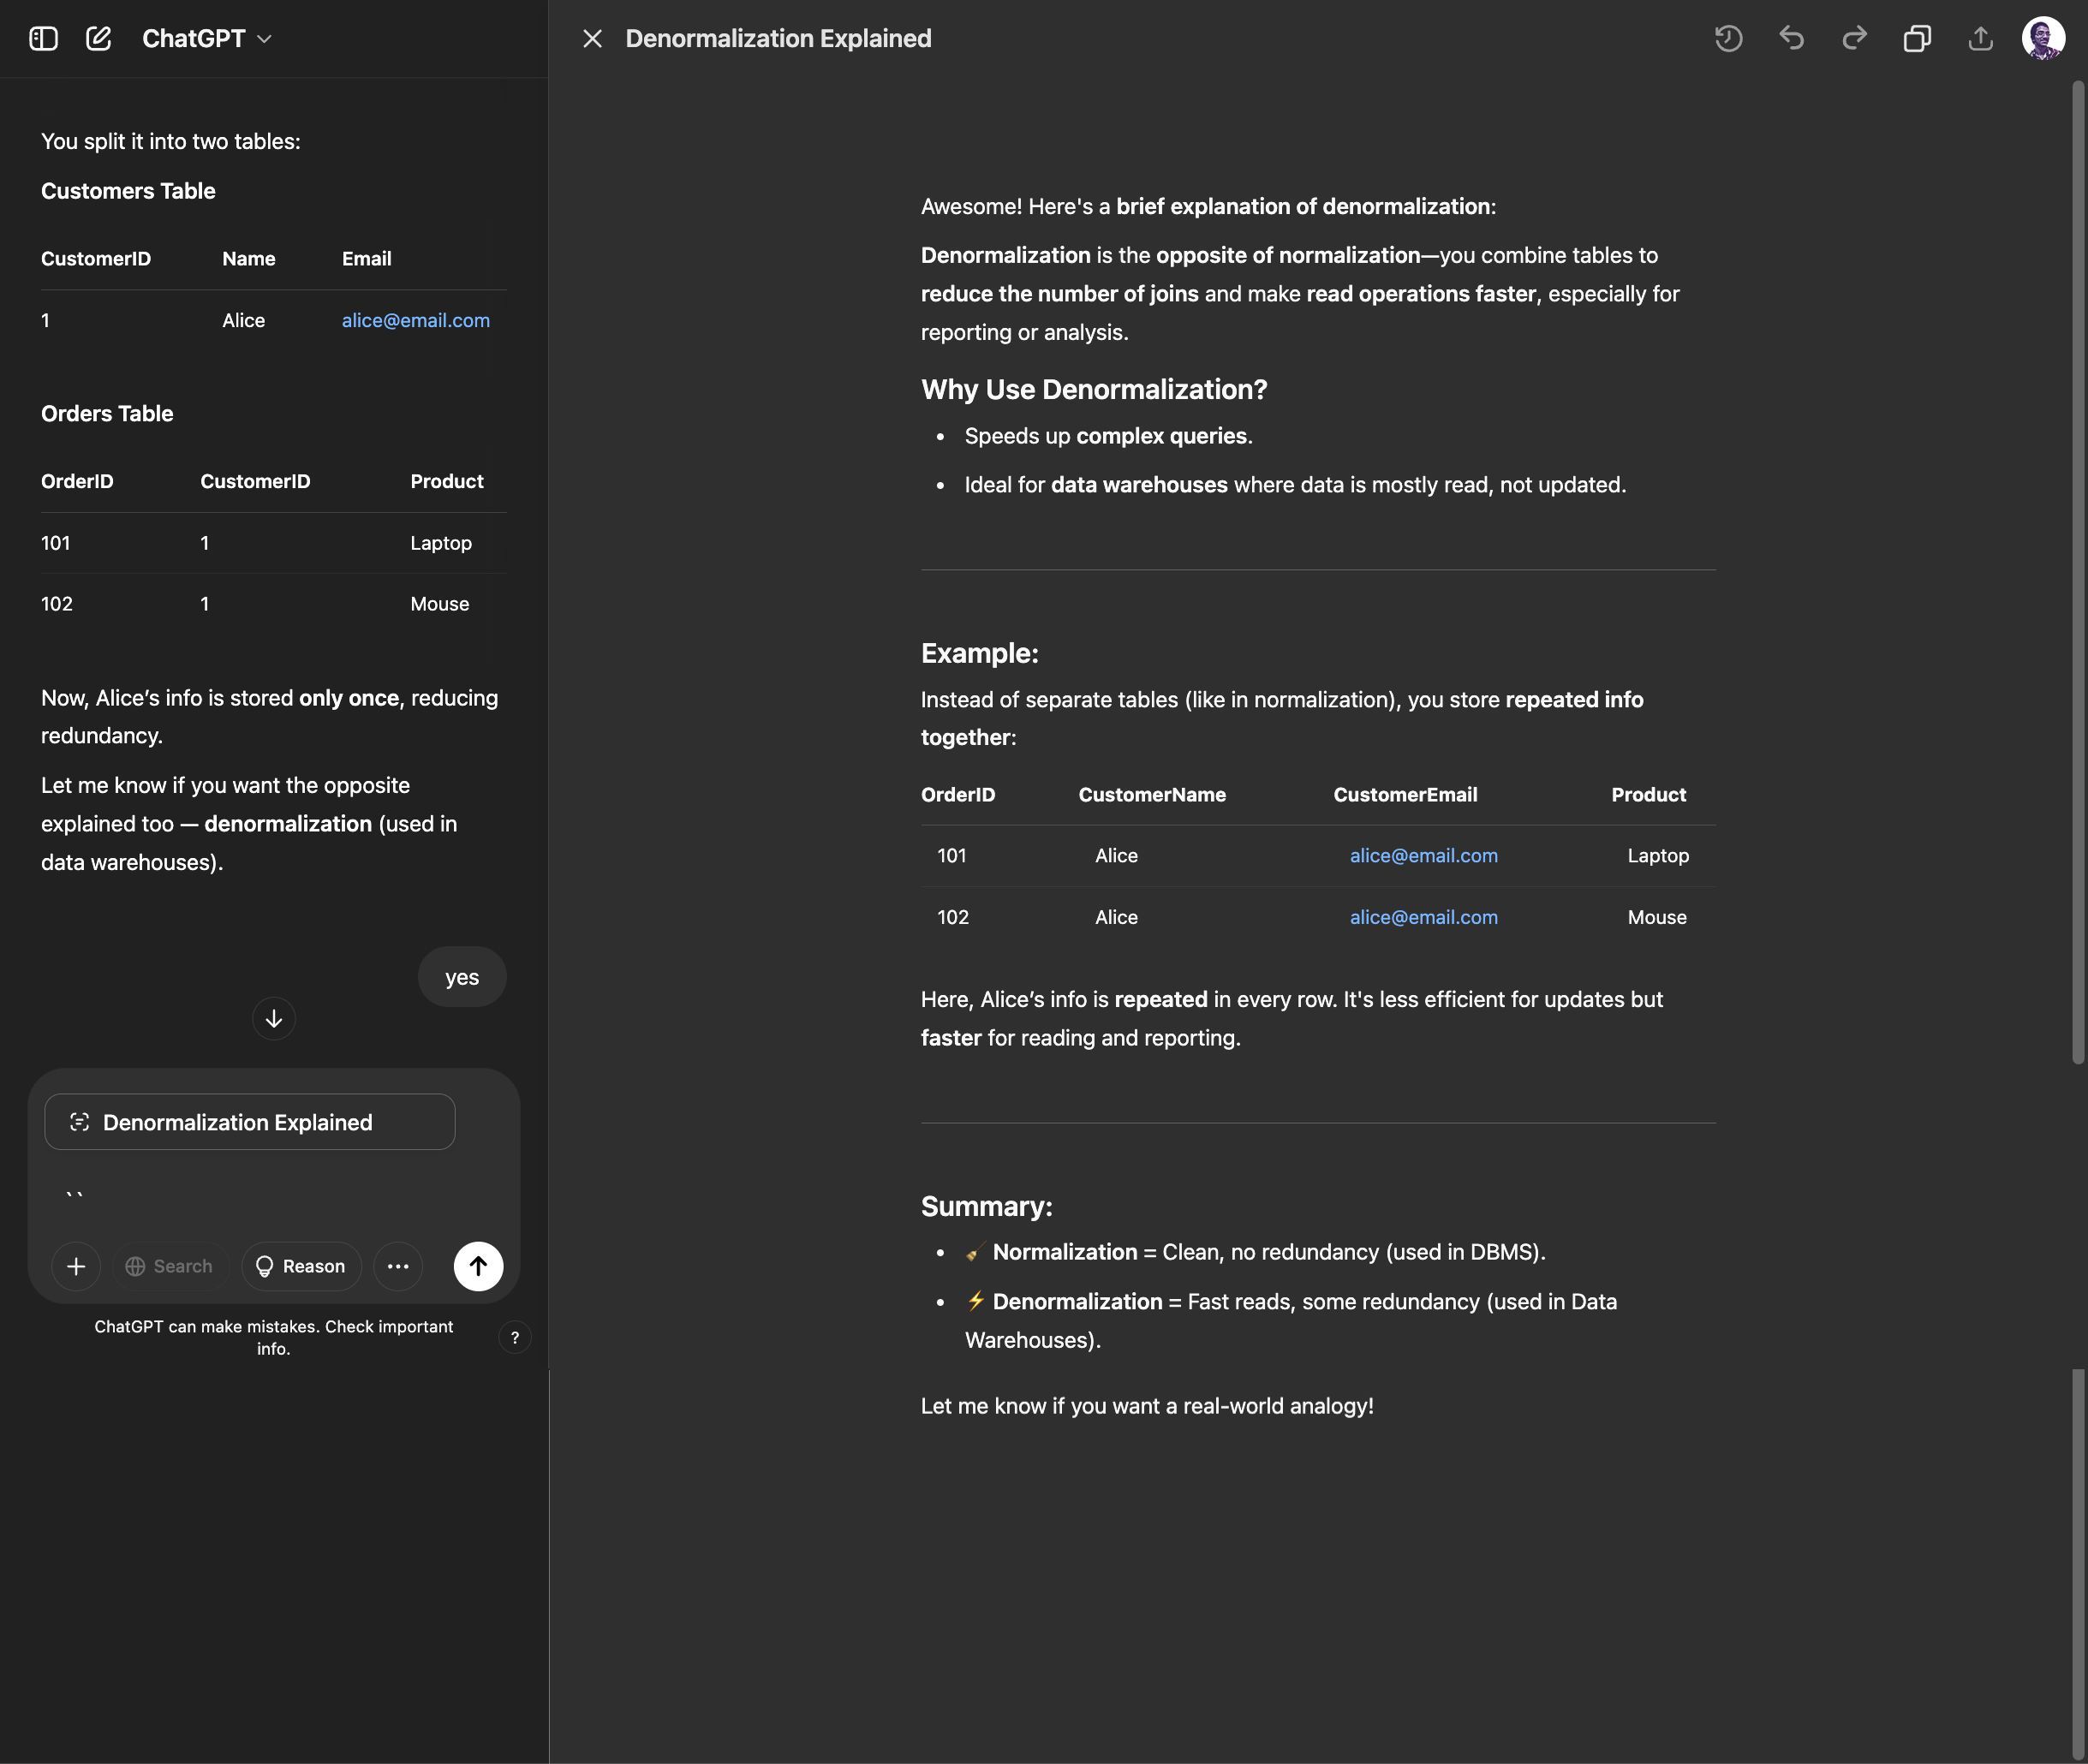 ChatGPT
You split it into two tables:
Customers Table
CustomerID Name Email
1 Alice alice@email.com
Orders Table
OrderID CustomerID Product
101 1 Laptop
102 1 Mouse
Now, Alice’s info is stored only once, reducing
redundancy.
Let me know if you want the opposite
explained too — denormalization (used in
data warehouses).
yes
Denormalization Explained
``
Search Reason
ChatGPT can make mistakes. Check important
info.
?
Denormalization Explained
Awesome! Here's a brief explanation of denormalization:
Denormalization is the opposite of normalization—you combine tables to
reduce the number of joins and make read operations faster, especially for
reporting or analysis.
Why Use Denormalization?
• Speeds up complex queries.
• Ideal for data warehouses where data is mostly read, not updated.
Example:
Instead of separate tables (like in normalization), you store repeated info
together:
OrderID CustomerName CustomerEmail Product
101 Alice alice@email.com Laptop
102 Alice alice@email.com Mouse
Here, Alice’s info is repeated in every row. It's less efficient for updates but
faster for reading and reporting.
Summary:
• 🧹 Normalization = Clean, no redundancy (used in DBMS).
• ⚡ Denormalization = Fast reads, some redundancy (used in Data
Warehouses).
Let me know if you want a real-world analogy!